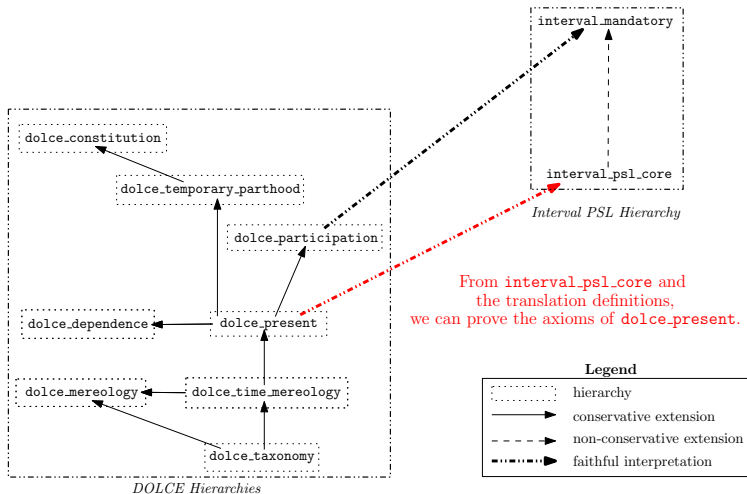 interval_mandatory
dolce_constitution
dolce_temporary_parthood
interval_psl_core
Interval PSL Hierarchy
dolce_participation
From interval_psl_core and
the translation definitions,
we can prove the axioms of dolce_present.
dolce_dependence
dolce_present
dolce_mereology
dolce_time_mereology
dolce_taxonomy
DOLCE Hierarchies
Legend
hierarchy
conservative extension
non-conservative extension
faithful interpretation